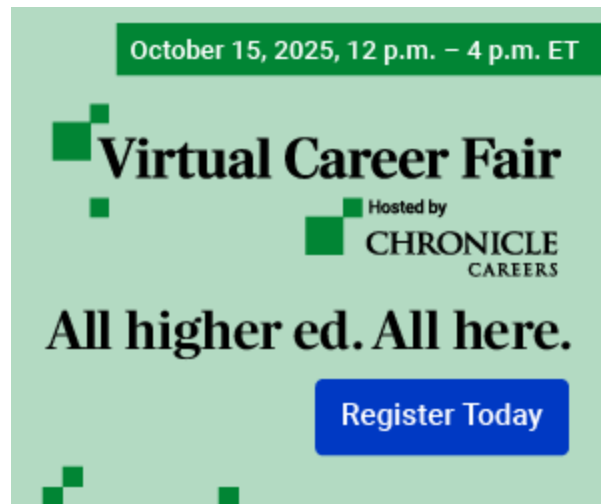 October 15, 2025, 12 p.m. – 4 p.m. ET
Virtual Career Fair
Hosted by
CHRONICLE
CAREERS
All higher ed. All here.
Register Today